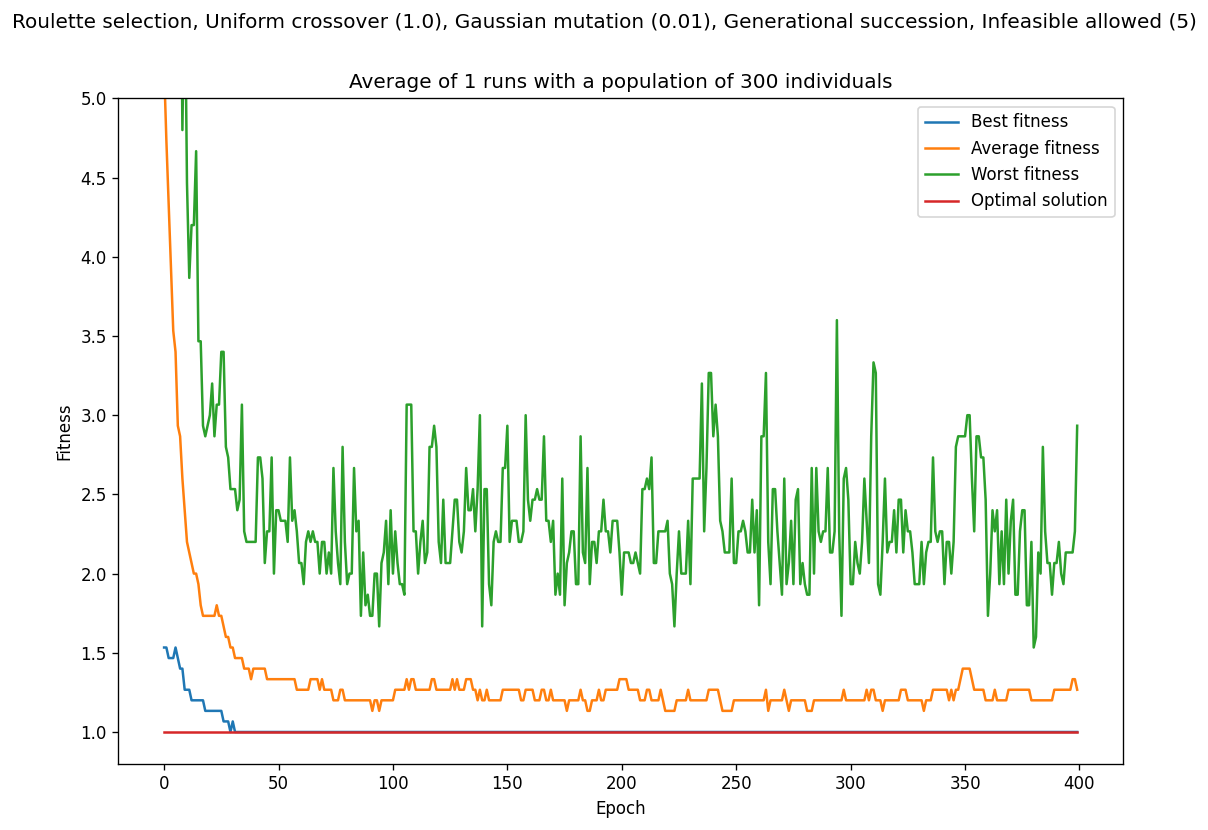 Roulette selection, Uniform crossover (1.0), Gaussian mutation (0.01), Generational succession, Infeasible allowed (5)
Average of 1 runs with a population of 300 individuals
Best fitness
Average fitness
Worst fitness
Optimal solution
Fitness
5.0
4.5
4.0
3.5
3.0
2.5
2.0
1.5
1.0
0 50 100 150 200 250 300 350 400
Epoch